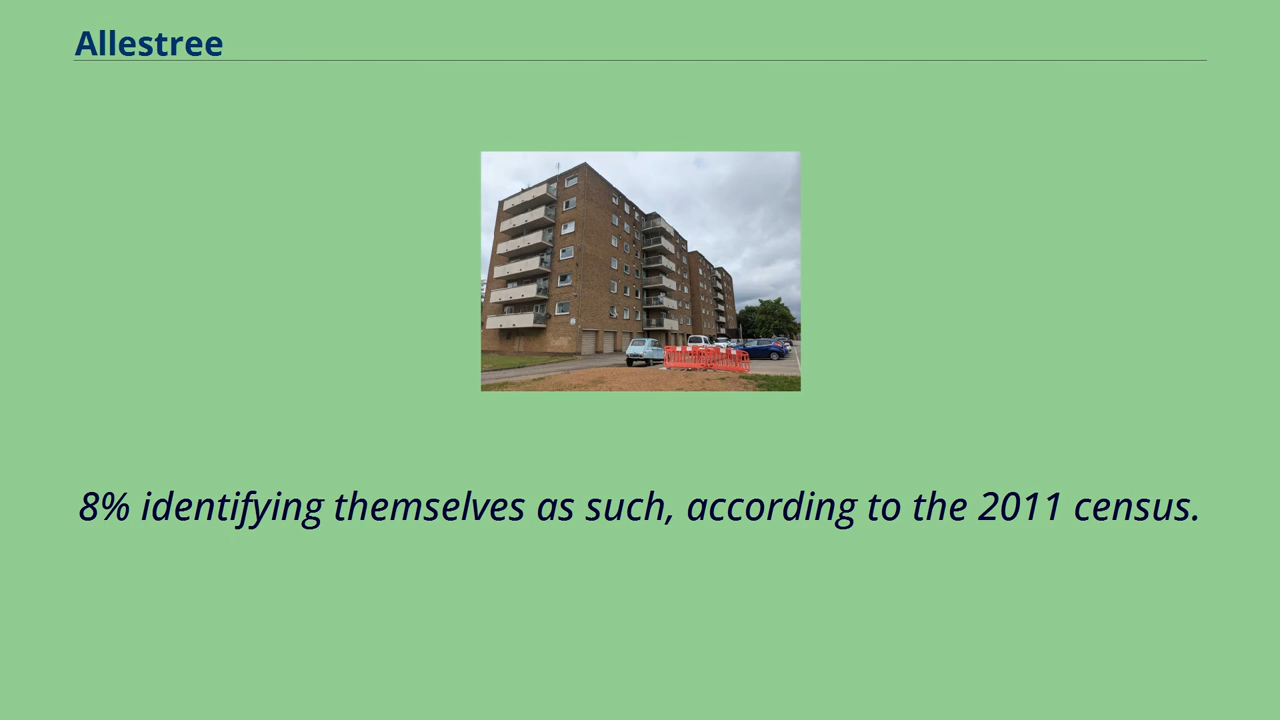 Allestree
8% identifying themselves as such, according to the 2011 census.